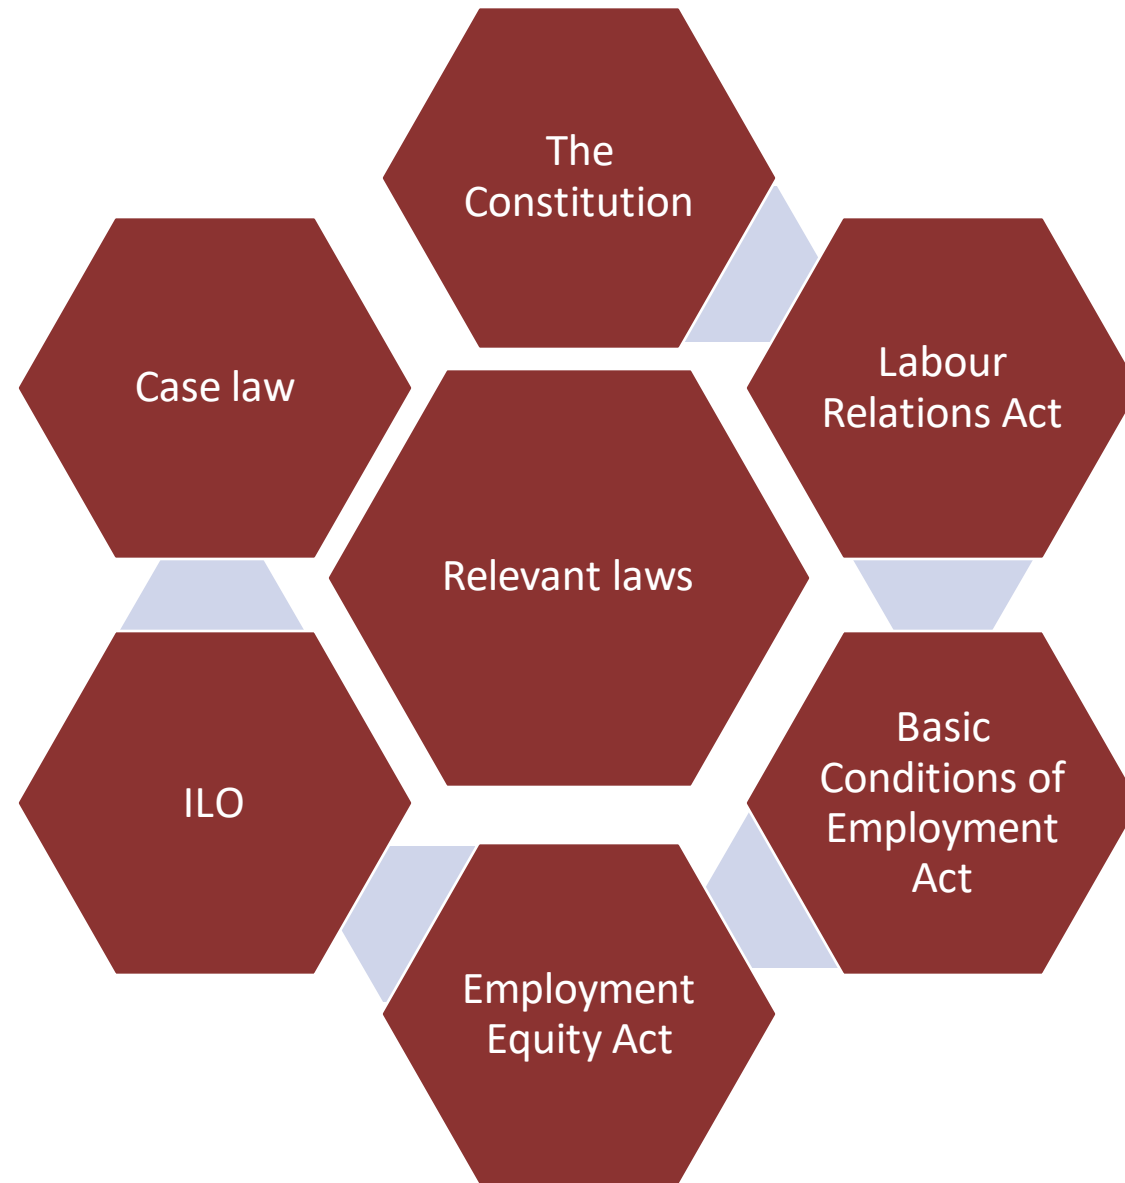 The
Constitution
Labour
Relations Act
Case law
Relevant laws
Basic
Conditions of
Employment
Act
ILO
Employment
Equity Act